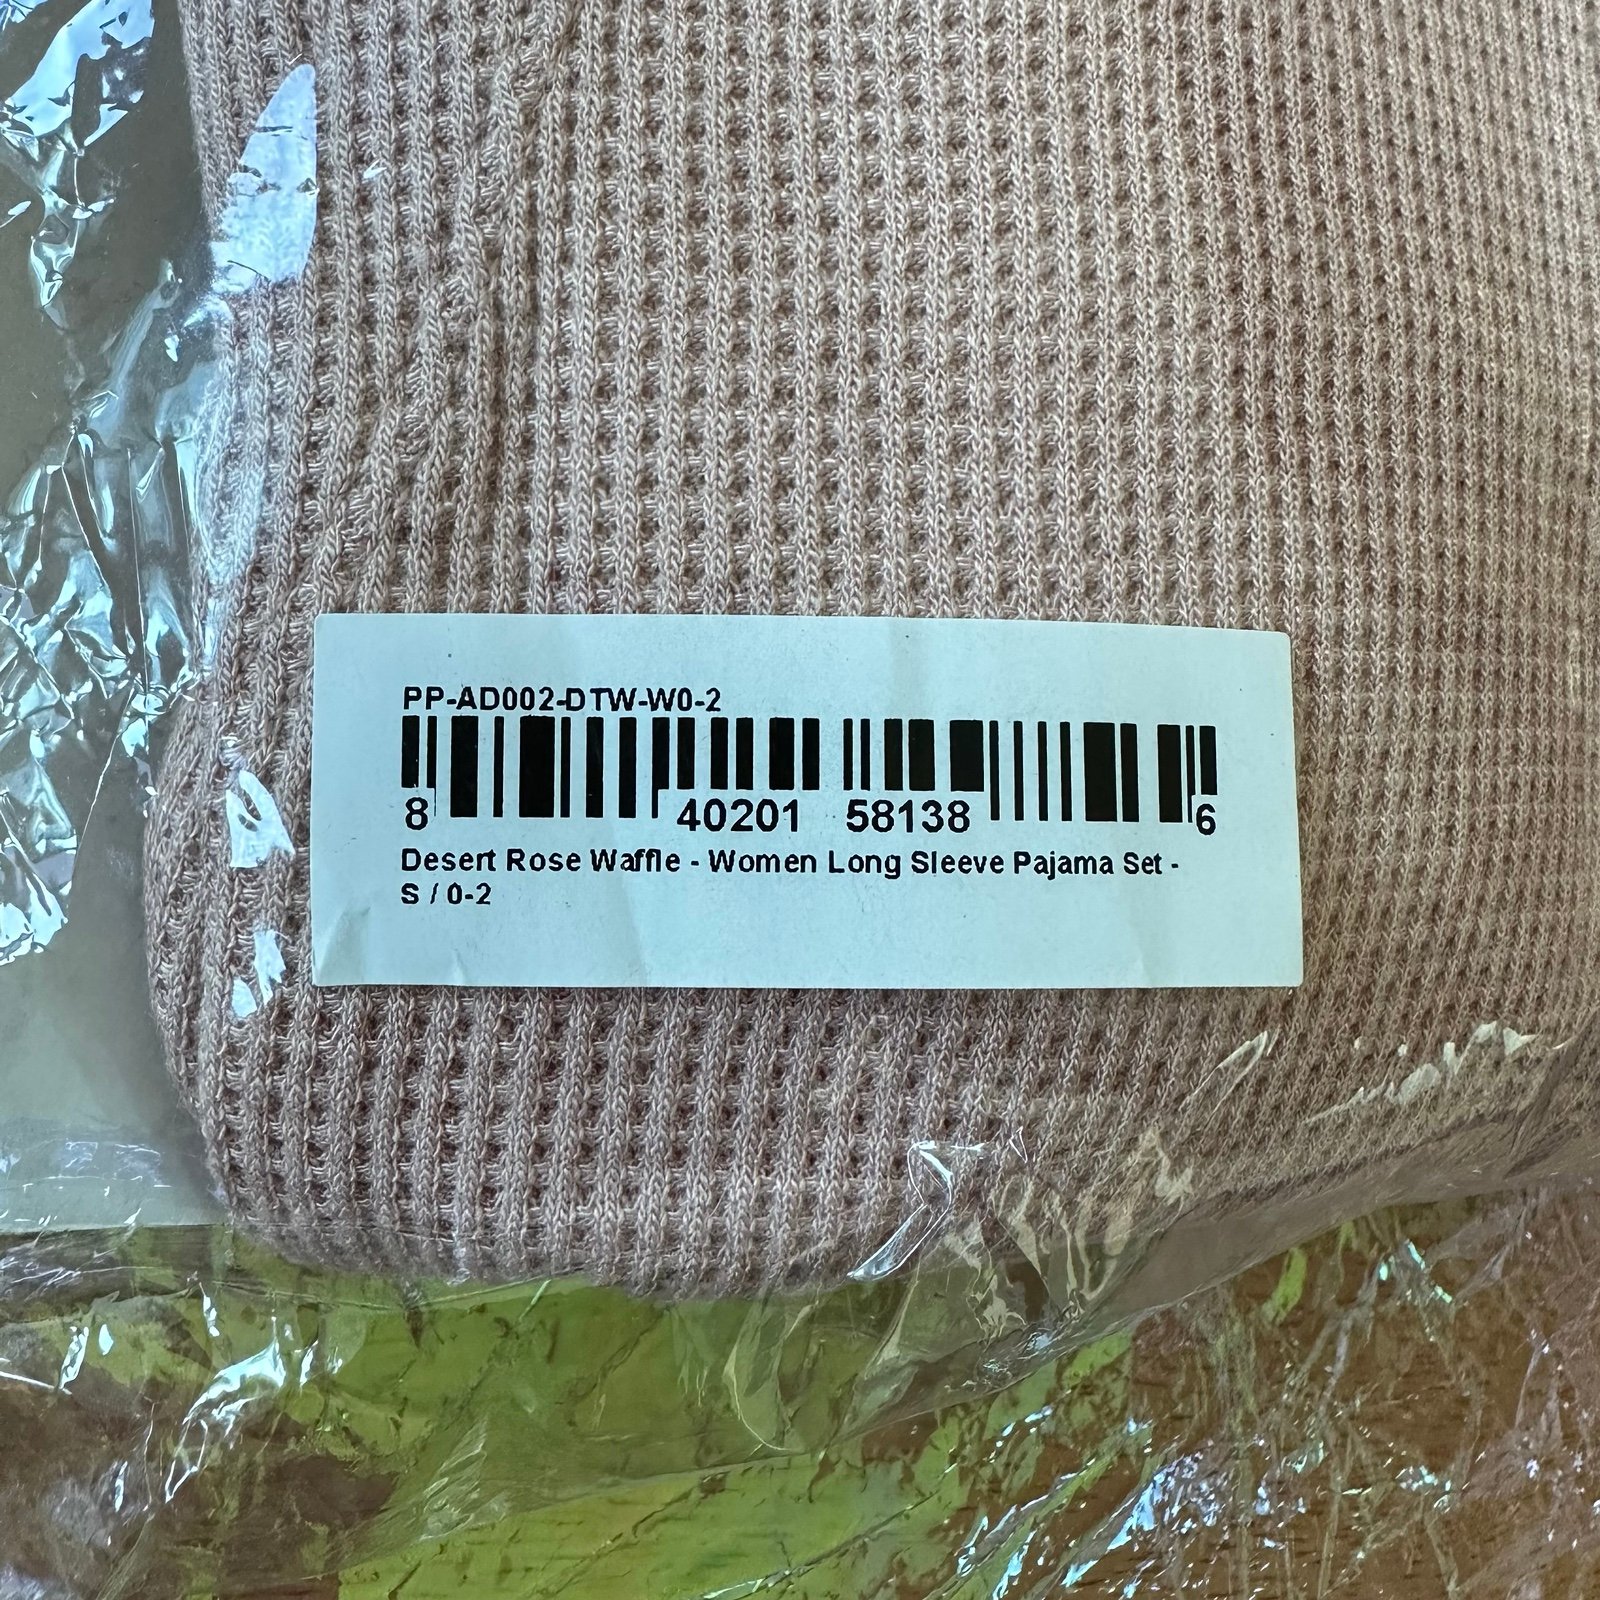 PP-AD002-DTW-W0-2
8 40201 58138 6
Desert Rose Waffle - Women Long Sleeve Pajama Set -
S / 0-2